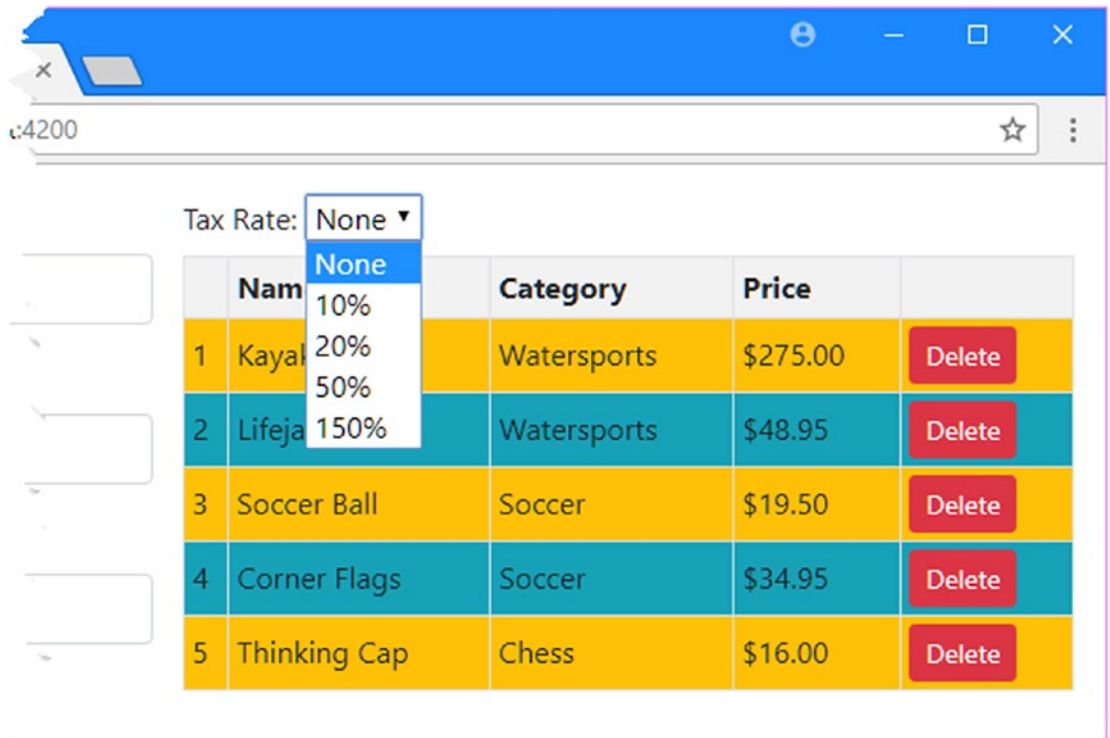 :4200
Tax Rate: None
None
10%
20%
50%
150%
Nam Category Price
1 Kaya Watersports $275.00 Delete
2 Lifeja Watersports $48.95 Delete
3 Soccer Ball Soccer $19.50 Delete
4 Corner Flags Soccer $34.95 Delete
5 Thinking Cap Chess $16.00 Delete